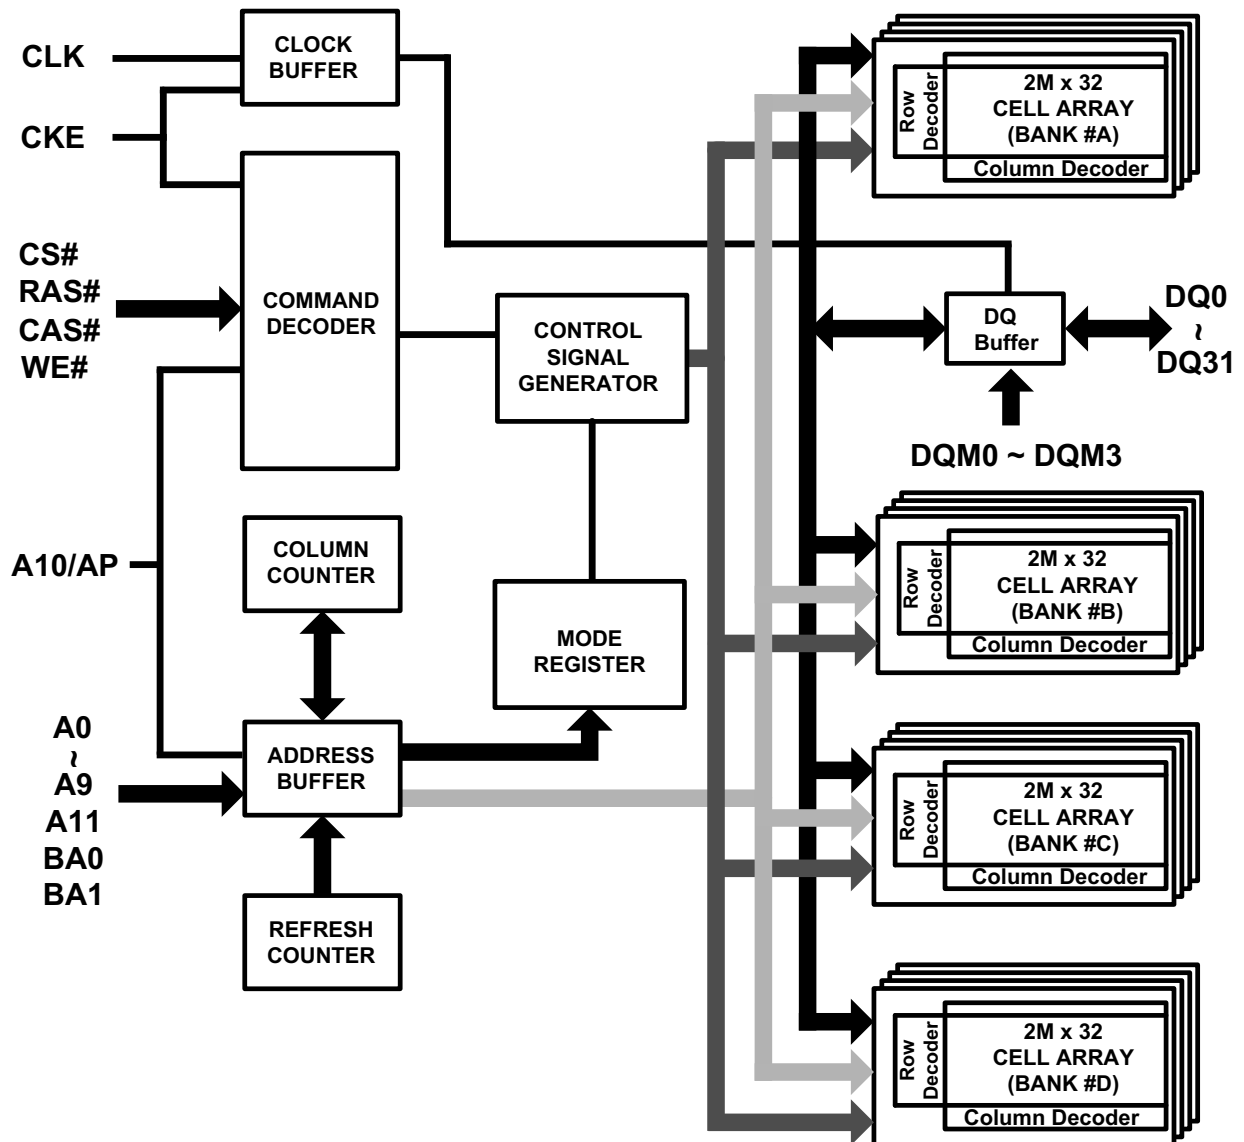 CLK
CKE
CS#
RAS#
CAS#
WE#
A10/AP
A0
~
A9
A11
BA0
BA1
CLOCK
BUFFER
COMMAND
DECODER
COLUMN
COUNTER
ADDRESS
BUFFER
REFRESH
COUNTER
CONTROL
SIGNAL
GENERATOR
MODE
REGISTER
Row
Decoder
2M x 32
CELL ARRAY
(BANK #A)
Column Decoder
DQ
Buffer
DQ0
~
DQ31
DQM0 ~ DQM3
Row
Decoder
2M x 32
CELL ARRAY
(BANK #B)
Column Decoder
Row
Decoder
2M x 32
CELL ARRAY
(BANK #C)
Column Decoder
Row
Decoder
2M x 32
CELL ARRAY
(BANK #D)
Column Decoder